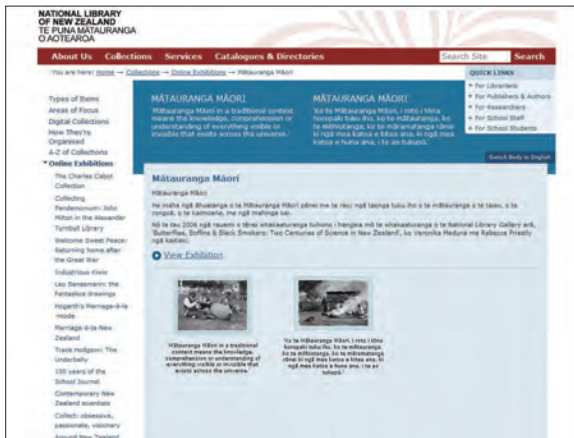 NATIONAL LIBRARY
OF NEW ZEALAND
TE PUNA MĀTAURANGA
O AOTEAROA
About Us Collections Services Catalogues & Directories Search Site Search
You are here: Home → Collections → Online Exhibitions → Mātauranga Māori
QUICK LINKS
For Librarians
For Publishers & Authors
For Researchers
For School Staff
For School Students
Types of Items
Areas of Focus
Digital Collections
How They're
Organised
A-Z of Collections
Online Exhibitions
The Charles Cabot
Collection
Collecting
Pandemonium: John
Milton in the Alexander
Turnbull Library
Welcome Sweet Peace:
Returning home after
the Great War
Industrious Kiwis
Leo Bensemann: the
Fantastica drawings
Hogarth's Marriage-à-la
-mode
Marriage-à-la-New
Zealand
Trace Hodgson: The
Underbelly
100 years of the
School Journal
Contemporary New
Zealand scientists
Collect: obsessive,
passionate, visionary
Around New Zealand
MĀTAURANGA MĀORI
'Mātauranga Māori in a traditional context
means the knowledge, comprehension or
understanding of everything visible or
invisible that exists across the universe.'
MĀTAURANGA MĀORI
'Ko te Mātauranga Māori, i roto i tōna
horopaki tuku iho, ko te mātauranga,
ko te mōhiotanga, ko te māramatanga
rānei ki ngā mea katoa e kitea ana, ki ngā mea
katoa e huna ana, i te ao tukupū.'
Switch Body to English
Mātauranga Māori
Mātauranga Māori
He mahe ngā āhuatanga o te Mātauranga Māori pērei me te reo; ngā taonga tuku iho o te mātauranga o te taiao, o te
rongoā, o te kaimoana, me ngā mahinga kai.
Nō te tau 2006 ngā rauemi o tēnei whakaaturanga tuihono i hangaia mō te whakaaturanga o te National Library Gallery arā,
'Butterflies, Boffins & Black Smokers: Two Centuries of Science in New Zealand', ko Veronika Meduna me Rebecca Priestly
ngā kaitiaki.
View Exhibition
'Mātauranga Māori in a traditional
context means the knowledge,
comprehension or understanding of
everything visible or invisible that
exists across the universe.'
'Ko te Mātauranga Māori, i roto i tōna
horopaki tuku iho, ko te mātauranga,
ko te mōhiotanga, ko te māramatanga
rānei ki ngā mea katoa e kitea ana, ki
ngā mea katoa e huna ana, i te ao
tukupū.'